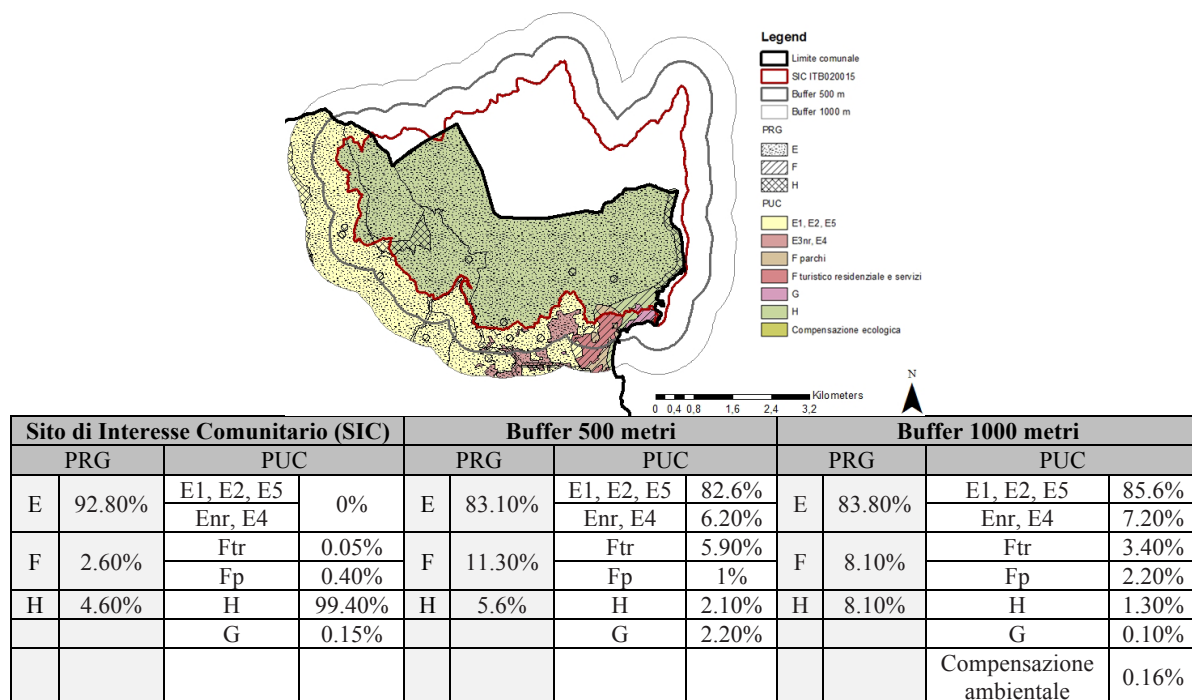 Legend
Limite comunale
SIC ITB020015
Buffer 500 m
Buffer 1000 m
PRG
E
F
H
PUC
E1, E2, E5
E3nr, E4
F parchi
F turistico residenziale e servizi
G
H
Compensazione ecologica
N
Kilometers
0 0,4 0,8 1,6 2,4 3,2
Sito di Interesse Comunitario (SIC) Buffer 500 metri Buffer 1000 metri
PRG PUC PRG PUC PRG PUC
E 92.80% E1, E2, E5 0% E 83.10% E1, E2, E5 82.6% E 83.80% E1, E2, E5 85.6%
Enr, E4 Enr, E4 6.20% Enr, E4 7.20%
F 2.60% Ftr 0.05% F 11.30% Ftr 5.90% F 8.10% Ftr 3.40%
Fp 0.40% Fp 1% Fp 2.20%
H 4.60% H 99.40% H 5.6% H 2.10% H 8.10% H 1.30%
G 0.15% G 2.20% G 0.10%
Compensazione
ambientale 0.16%